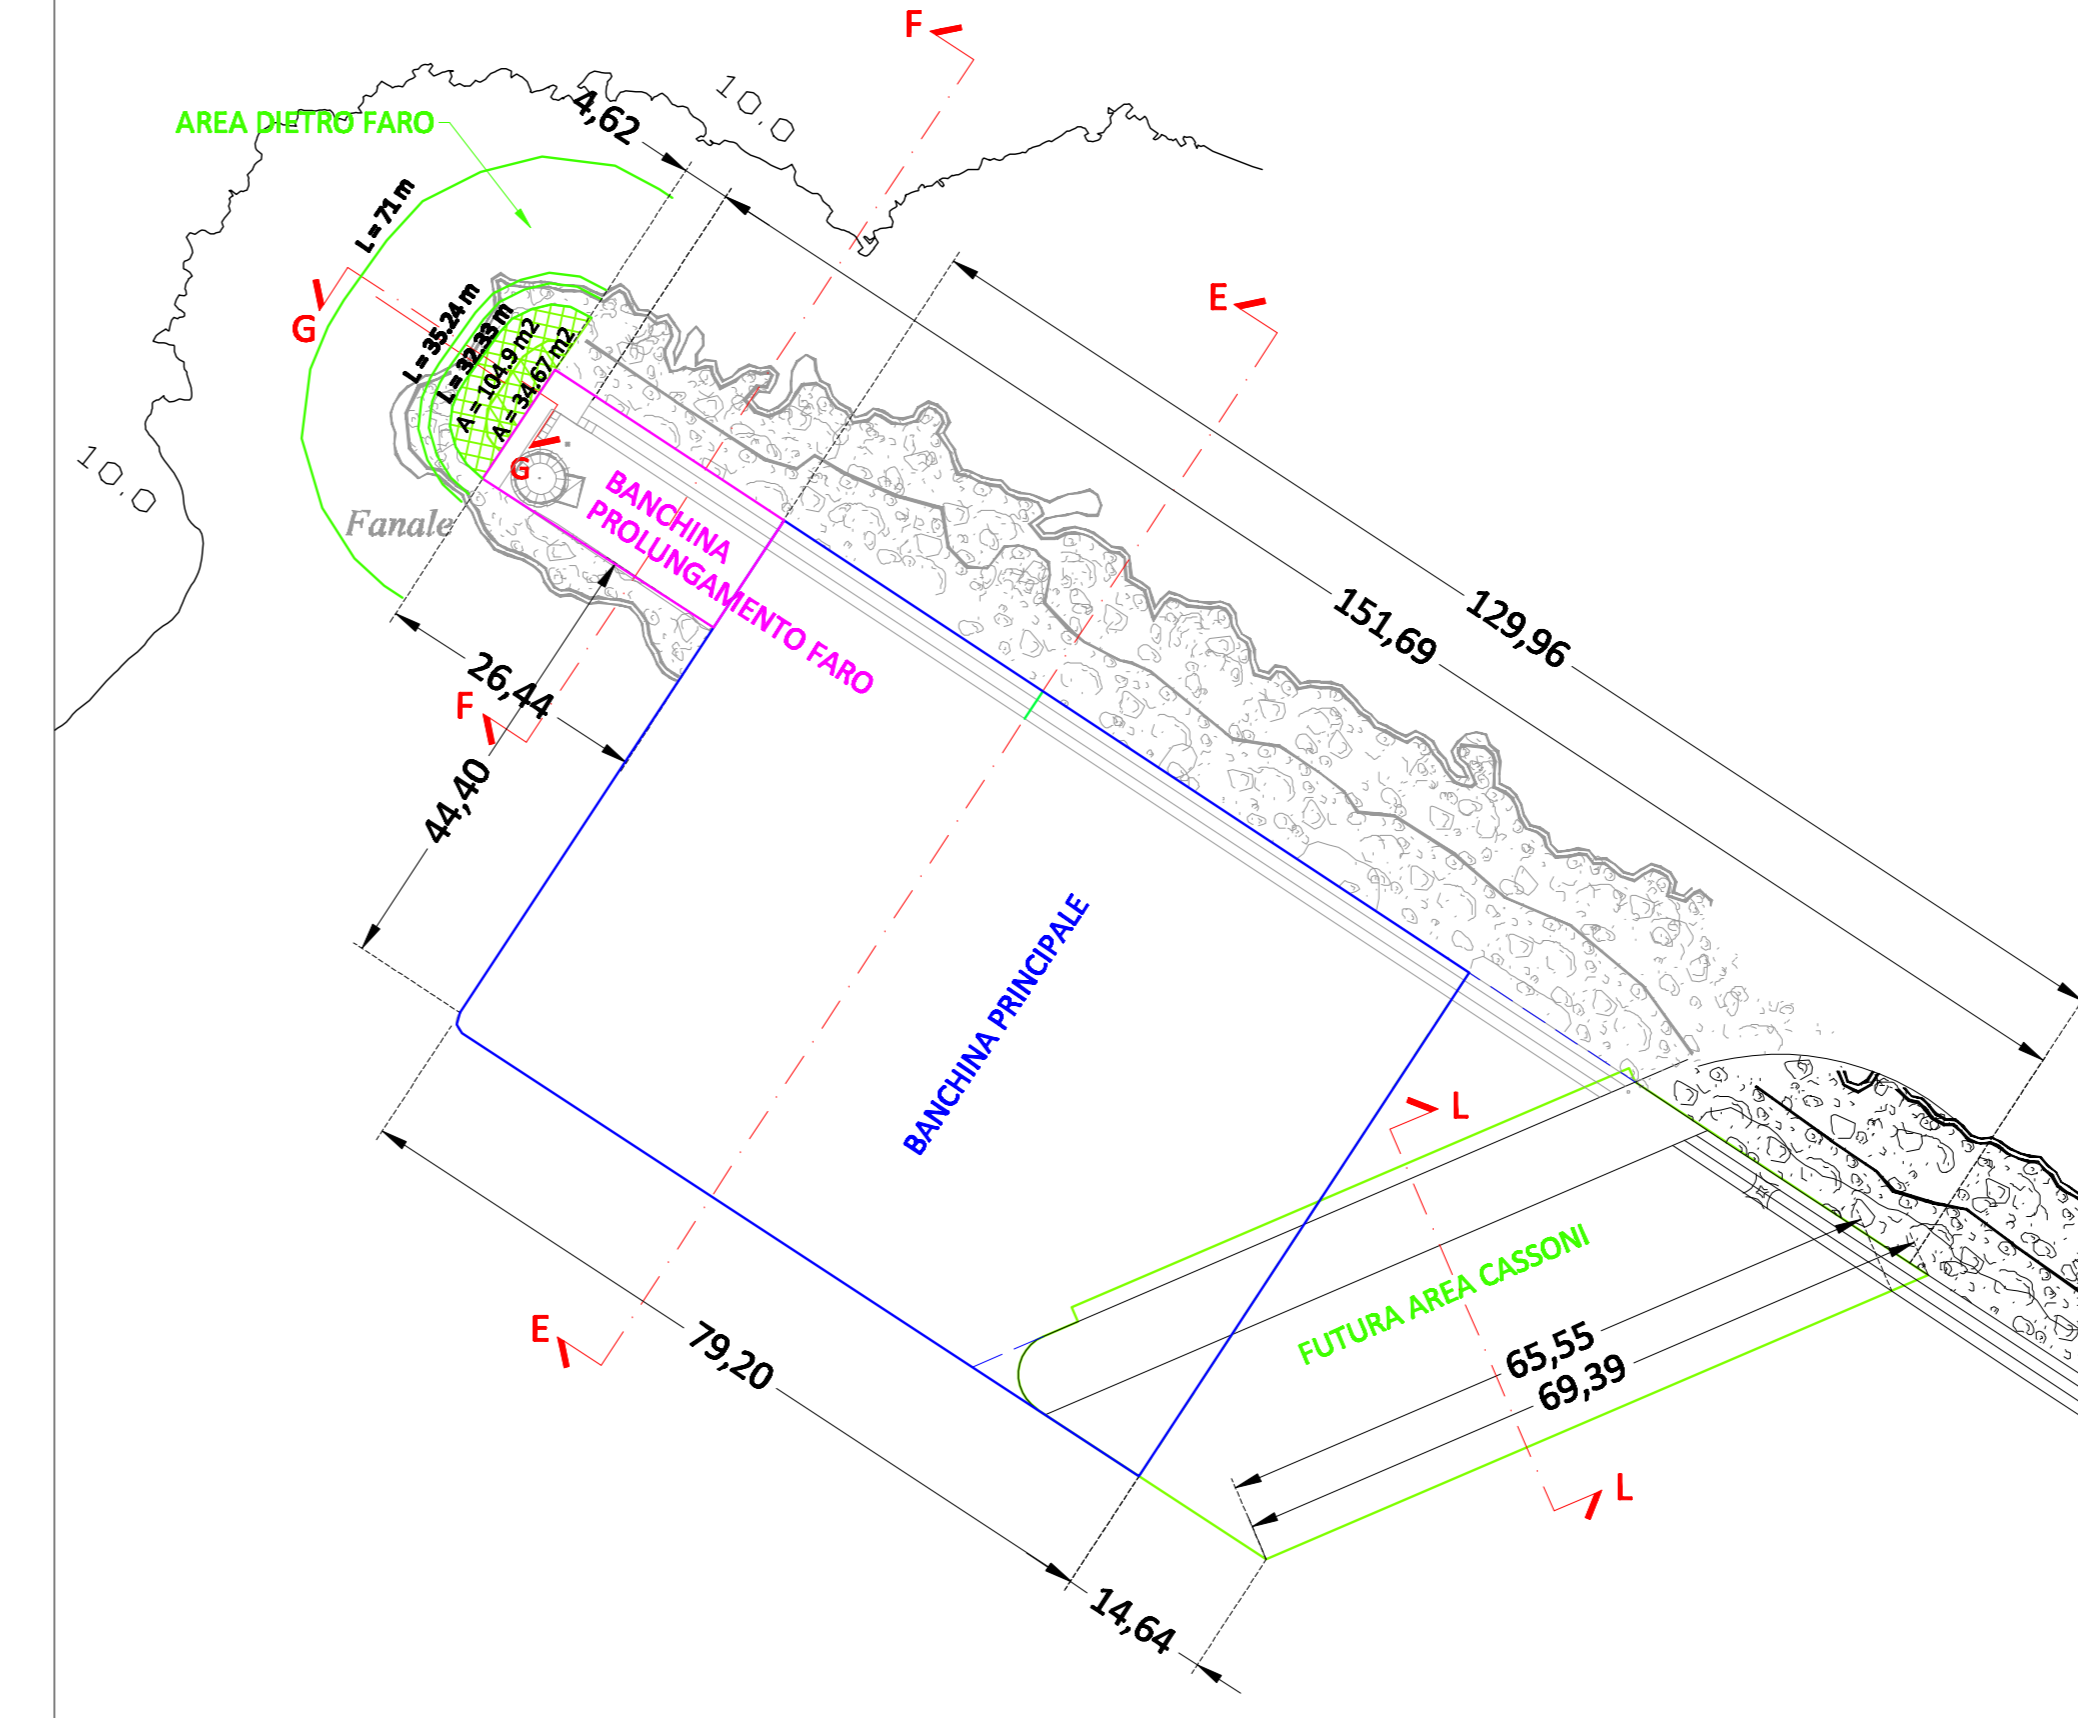 F
10.0
4,62
AREA DIETRO FARO
L = 71 m
E
G
L = 35.24 m
L = 32.33 m
A = 104.9 m2
A = 34.67 m2
G
10.0
Fanale
BANCHINA
PROLUNGAMENTO FARO
151,69
129,96
26,44
F
44,40
BANCHINA PRINCIPALE
L
FUTURA AREA CASSONI
E
79,20
65,55
69,39
L
14,64